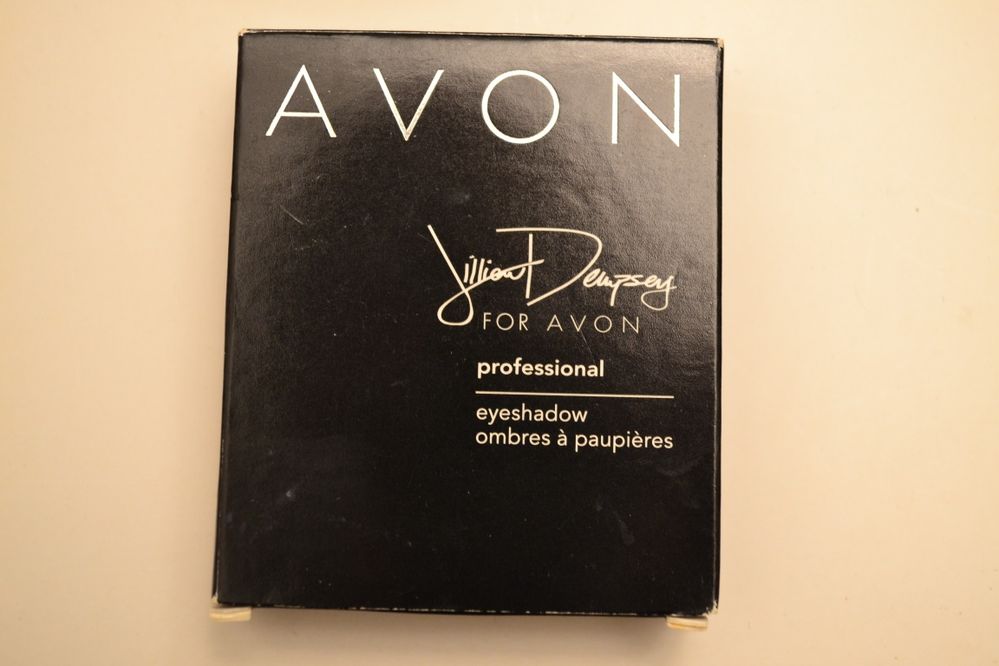 AVON
Jillian Dempsey
FOR AVON
professional
eyeshadow
ombres à paupières